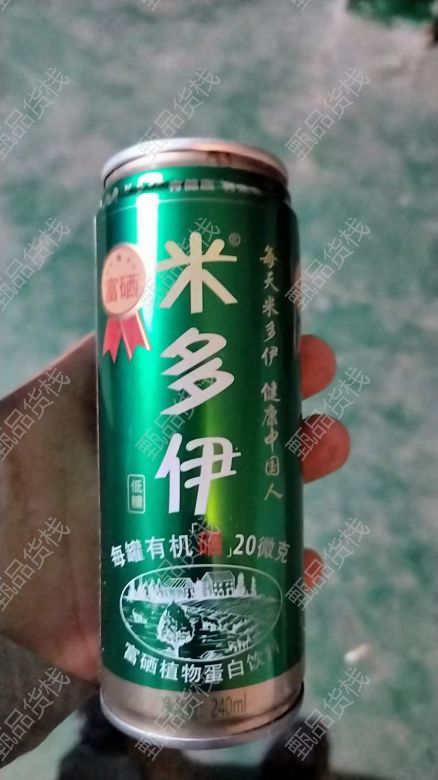 米多伊®
富硒
每天米多伊 健康中国人
低糖
每罐有机硒」20微克
富硒植物蛋白饮料
240ml
甄品货栈